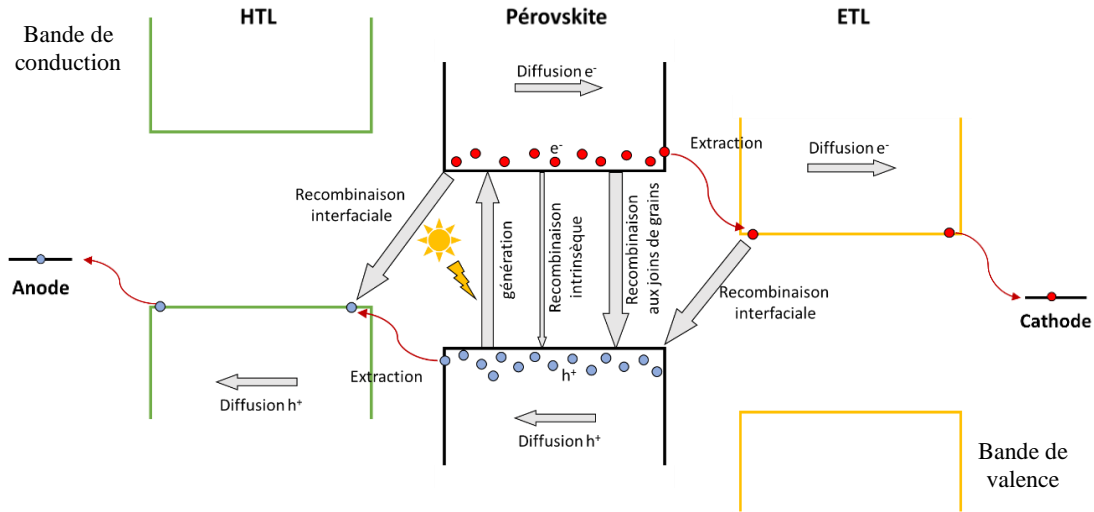 HTL
Pérovskite
ETL
Bande de
conduction
Diffusion e-
e-
Extraction
Diffusion e-
Recombinaison
interfaciale
génération
Recombinaison
intrinsèque
Recombinaison
aux joins de grains
Recombinaison
interfaciale
Anode
Cathode
Extraction
h+
Diffusion h+
Diffusion h+
Bande de
valence